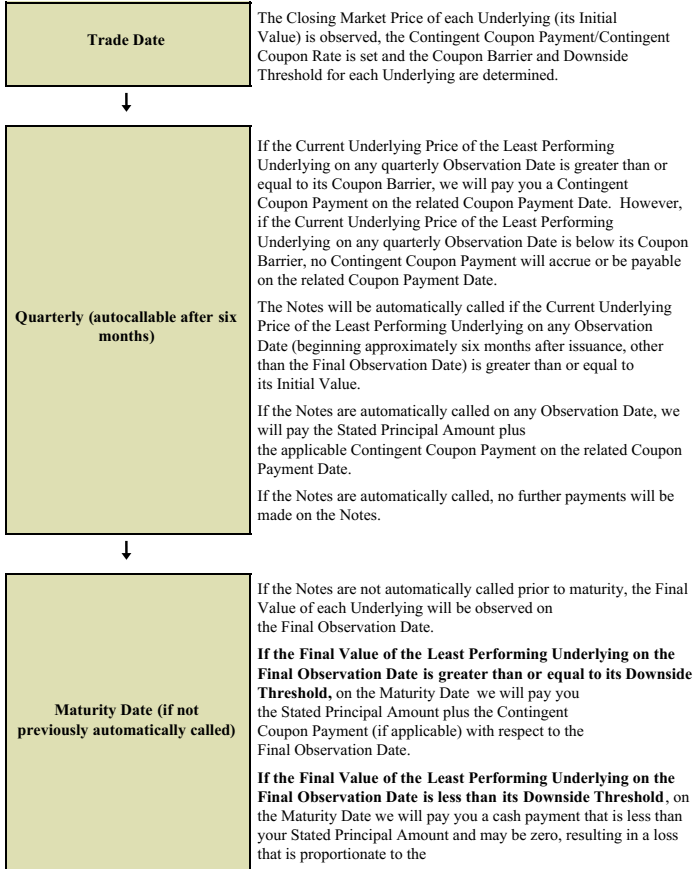 Trade Date
The Closing Market Price of each Underlying (its Initial
Value) is observed, the Contingent Coupon Payment/Contingent
Coupon Rate is set and the Coupon Barrier and Downside
Threshold for each Underlying are determined.
↓
Quarterly (autocallable after six
months)
If the Current Underlying Price of the Least Performing
Underlying on any quarterly Observation Date is greater than or
equal to its Coupon Barrier, we will pay you a Contingent
Coupon Payment on the related Coupon Payment Date. However,
if the Current Underlying Price of the Least Performing
Underlying on any quarterly Observation Date is below its Coupon
Barrier, no Contingent Coupon Payment will accrue or be payable
on the related Coupon Payment Date.
The Notes will be automatically called if the Current Underlying
Price of the Least Performing Underlying on any Observation
Date (beginning approximately six months after issuance, other
than the Final Observation Date) is greater than or equal to
its Initial Value.
If the Notes are automatically called on any Observation Date, we
will pay the Stated Principal Amount plus
the applicable Contingent Coupon Payment on the related Coupon
Payment Date.
If the Notes are automatically called, no further payments will be
made on the Notes.
↓
Maturity Date (if not
previously automatically called)
If the Notes are not automatically called prior to maturity, the Final
Value of each Underlying will be observed on
the Final Observation Date.
If the Final Value of the Least Performing Underlying on the
Final Observation Date is greater than or equal to its Downside
Threshold, on the Maturity Date we will pay you
the Stated Principal Amount plus the Contingent
Coupon Payment (if applicable) with respect to the
Final Observation Date.
If the Final Value of the Least Performing Underlying on the
Final Observation Date is less than its Downside Threshold, on
the Maturity Date we will pay you a cash payment that is less than
your Stated Principal Amount and may be zero, resulting in a loss
that is proportionate to the